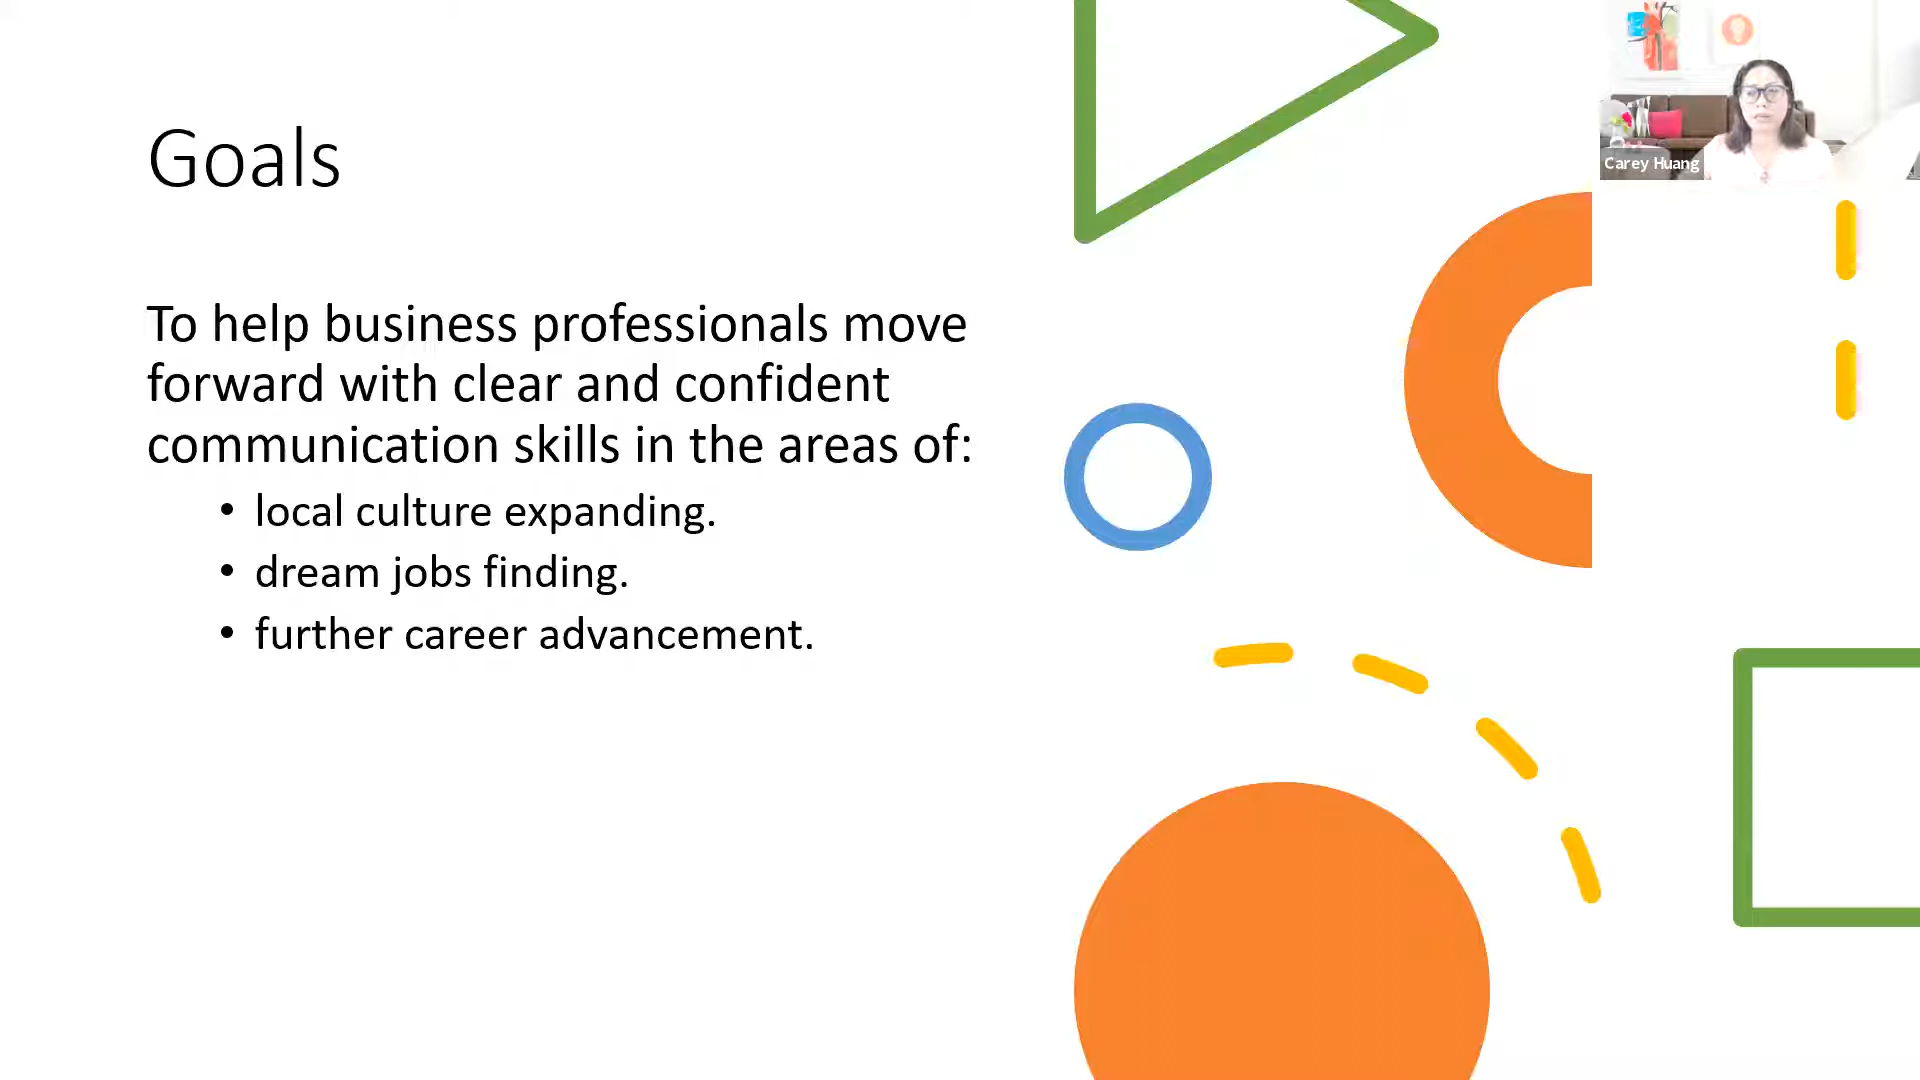 Goals
To help business professionals move
forward with clear and confident
communication skills in the areas of:
• local culture expanding.
• dream jobs finding.
• further career advancement.
Carey Huang